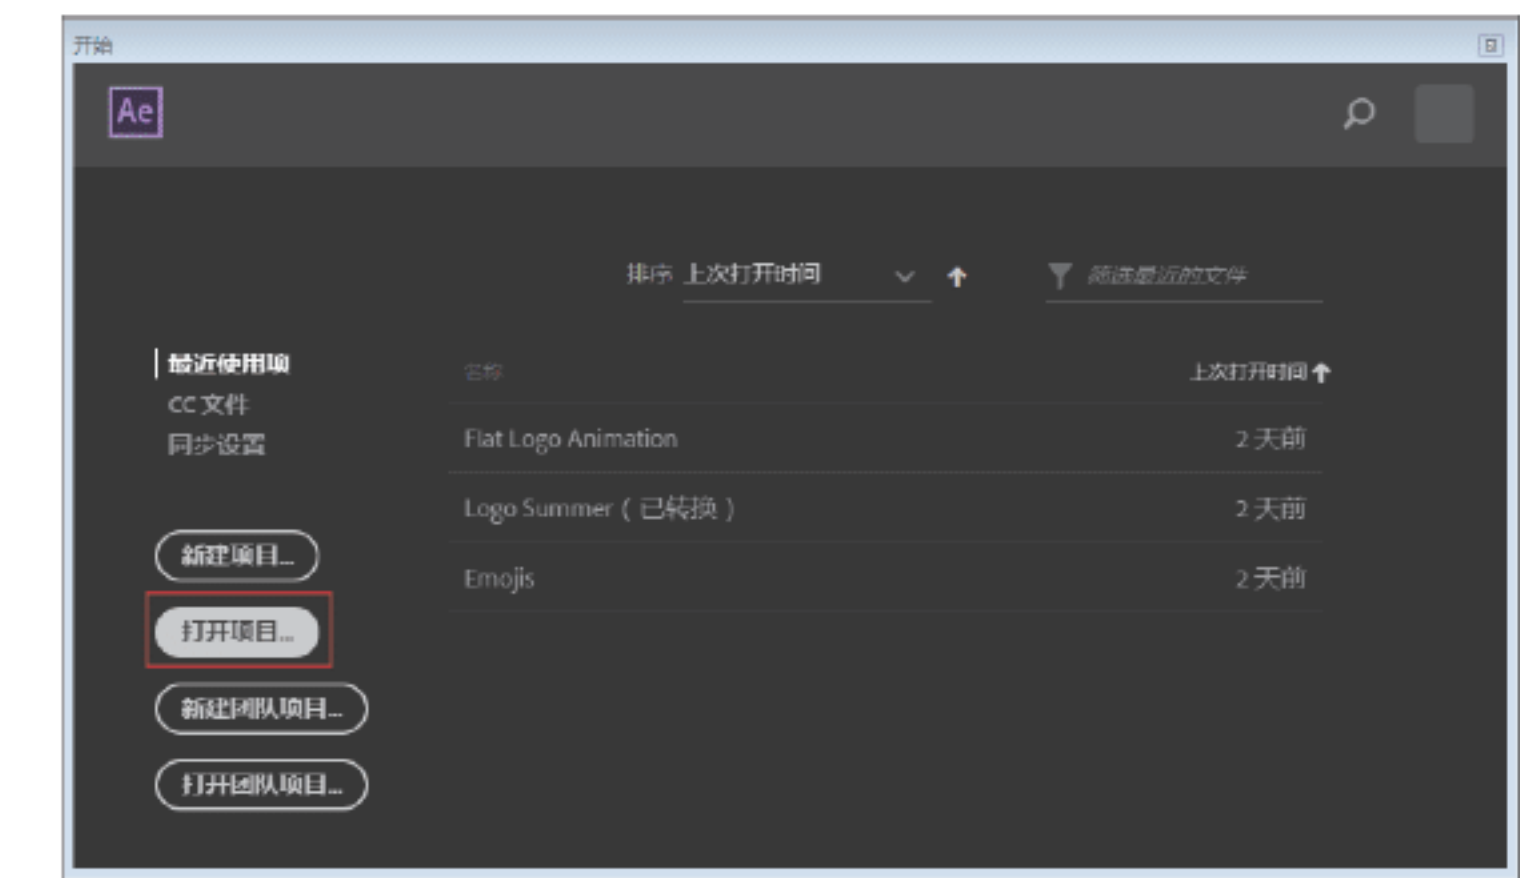 开始
Ae
排序 上次打开时间
筛选最近的文件
最近使用项
CC 文件
同步设置
名称 上次打开时间
Flat Logo Animation 2 天前
Logo Summer ( 已转换 ) 2 天前
Emojis 2 天前
新建项目...
打开项目...
新建团队项目...
打开团队项目...